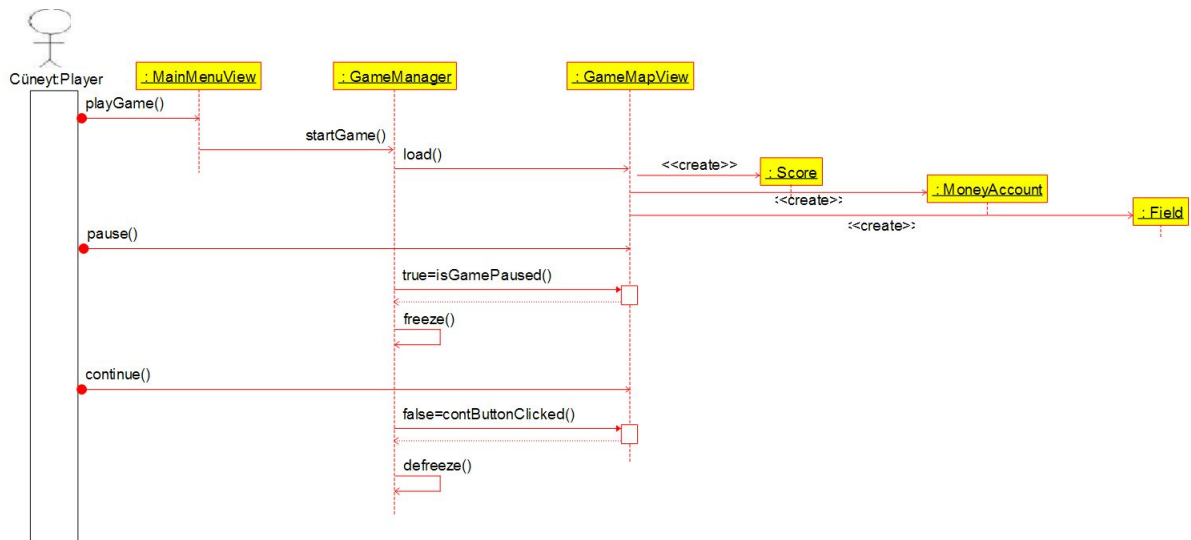 Cüneyt:Player
: MainMenuView
: GameManager
: GameMapView
playGame()
startGame()
load()
<<create>>
: Score
: MoneyAccount
<<create>>
: Field
<<create>>
pause()
true=isGamePaused()
freeze()
continue()
false=contButtonClicked()
defreeze()